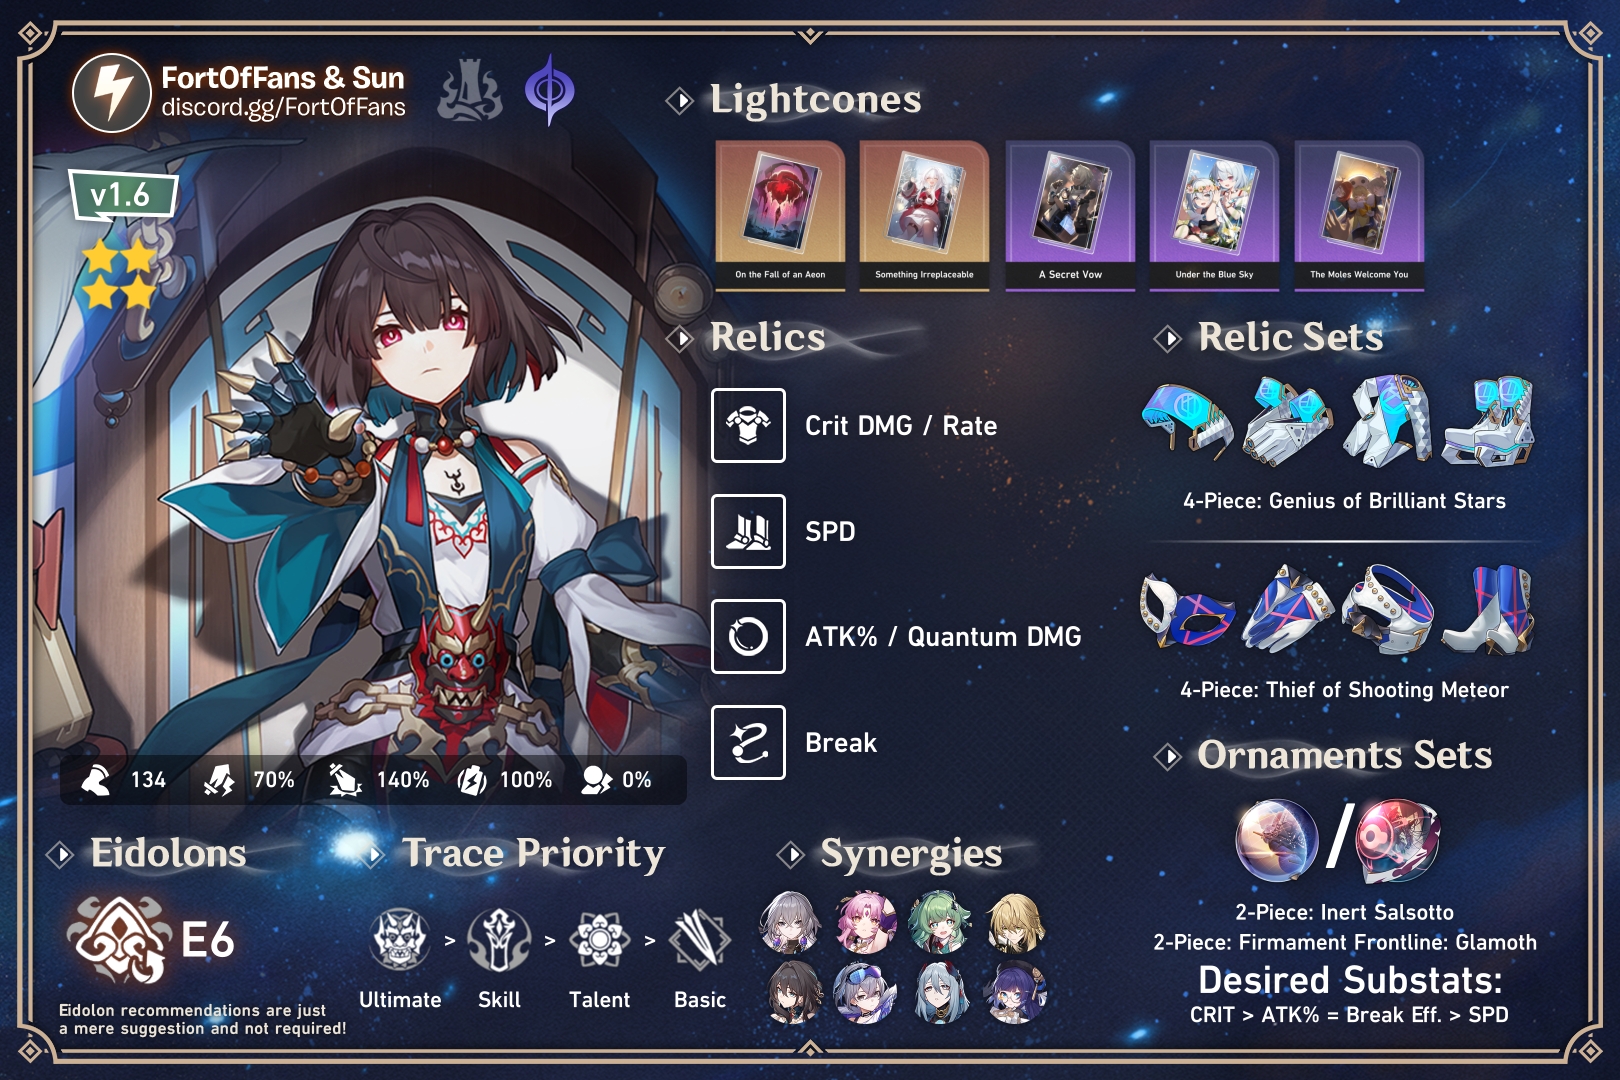 FortOfFans & Sun
discord.gg/FortOfFans
v1.6
Lightcones
On the Fall of an Aeon
Something Irreplaceable
A Secret Vow
Under the Blue Sky
The Moles Welcome You
Relics
Crit DMG / Rate
SPD
ATK% / Quantum DMG
Break
Relic Sets
4-Piece: Genius of Brilliant Stars
4-Piece: Thief of Shooting Meteor
134
70%
140%
100%
0%
Eidolons
E6
Eidolon recommendations are just
a mere suggestion and not required!
Trace Priority
Ultimate > Skill > Talent > Basic
Synergies
Ornaments Sets
/
2-Piece: Inert Salsotto
2-Piece: Firmament Frontline: Glamoth
Desired Substats:
CRIT > ATK% = Break Eff. > SPD